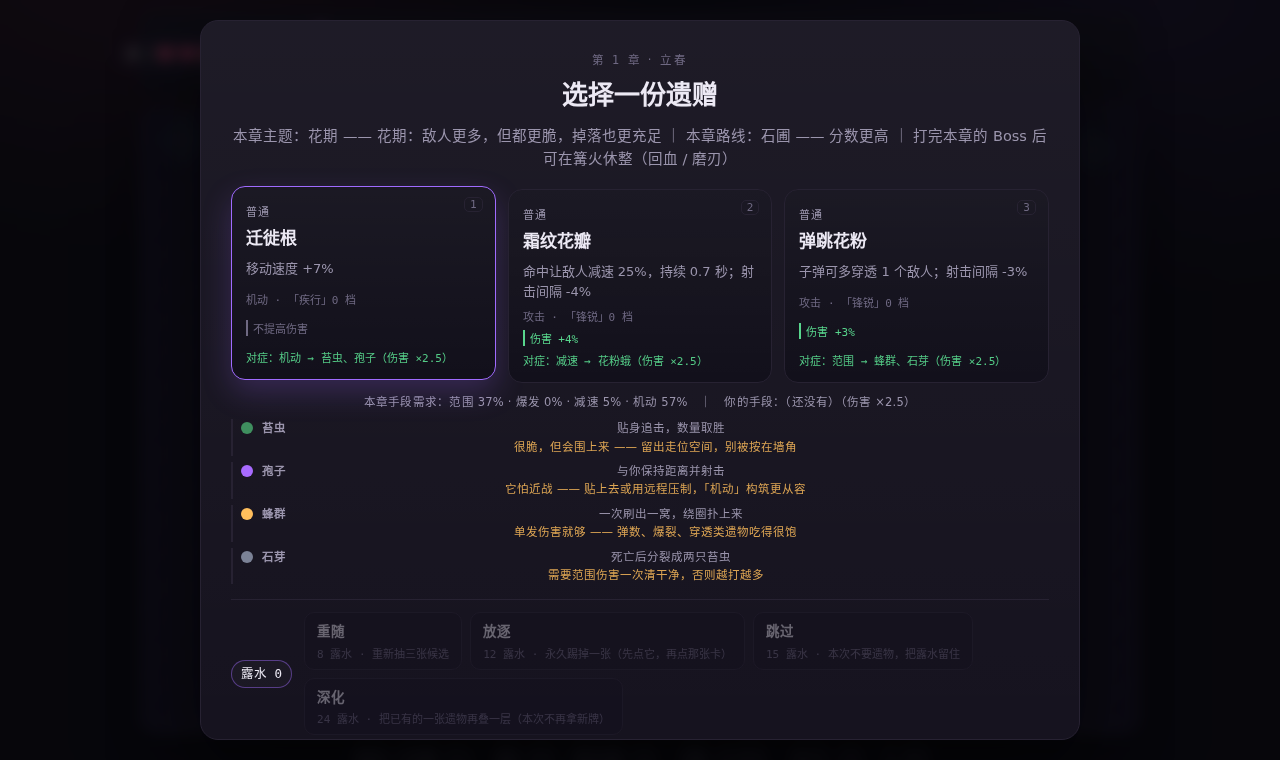 第 1 章 · 立春
选择一份遗赠
本章主题：花期 —— 花期：敌人更多，但都更脆，掉落也更充足 ｜ 本章路线：石圃 —— 分数更高 ｜ 打完本章的 Boss 后
可在篝火休整（回血 / 磨刃）
1
普通
迁徙根
移动速度 +7%
机动 · 「疾行」0 档
不提高伤害
对症：机动 → 苔虫、孢子（伤害 ×2.5）
2
普通
霜纹花瓣
命中让敌人减速 25%，持续 0.7 秒；射
击间隔 -4%
攻击 · 「锋锐」0 档
伤害 +4%
对症：减速 → 花粉蛾（伤害 ×2.5）
3
普通
弹跳花粉
子弹可多穿透 1 个敌人；射击间隔 -3%
攻击 · 「锋锐」0 档
伤害 +3%
对症：范围 → 蜂群、石芽（伤害 ×2.5）
本章手段需求：范围 37% · 爆发 0% · 减速 5% · 机动 57% ｜ 你的手段：（还没有）（伤害 ×2.5）
苔虫
贴身追击，数量取胜
很脆，但会围上来 —— 留出走位空间，别被按在墙角
孢子
与你保持距离并射击
它怕近战 —— 贴上去或用远程压制，「机动」构筑更从容
蜂群
一次刷出一窝，绕圈扑上来
单发伤害就够 —— 弹数、爆裂、穿透类遗物吃得很饱
石芽
死亡后分裂成两只苔虫
需要范围伤害一次清干净，否则越打越多
露水 0
重随
8 露水 · 重新抽三张候选
放逐
12 露水 · 永久踢掉一张（先点它，再点那张卡）
跳过
15 露水 · 本次不要遗物，把露水留住
深化
24 露水 · 把已有的一张遗物再叠一层（本次不再拿新牌）